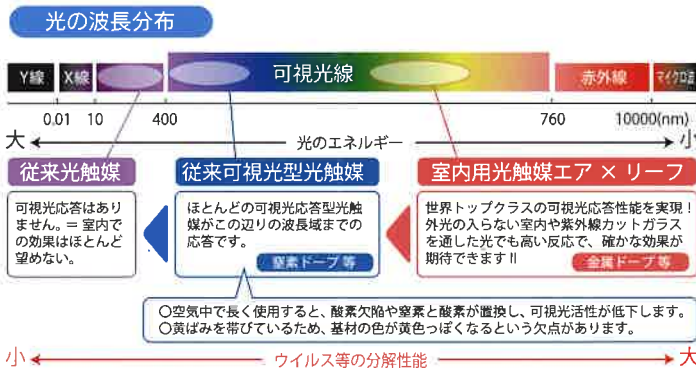 光の波長分布
Y線
X線
可視光線
赤外線
マイクロ波
0.01
10
400
760
10000(nm)
大
光のエネルギー
小
従来光触媒
従来可視光型光触媒
室内用光触媒エア × リーフ
可視光応答はあり
ません。＝ 室内で
の効果はほとんど
望めない。
ほとんどの可視光応答型光触
媒がこの辺りの波長域までの
応答です。
窒素ドープ等
世界トップクラスの可視光応答性能を実現！
外光の入らない室内や紫外線カットガラス
を通した光でも高い反応で、確かな効果が
期待できます!!
金属ドープ等
○空気中で長く使用すると、酸素欠陥や窒素と酸素が置換し、可視光活性が低下します。
○黄ばみを帯びているため、基材の色が黄色っぽくなるという欠点があります。
小
ウイルス等の分解性能
大